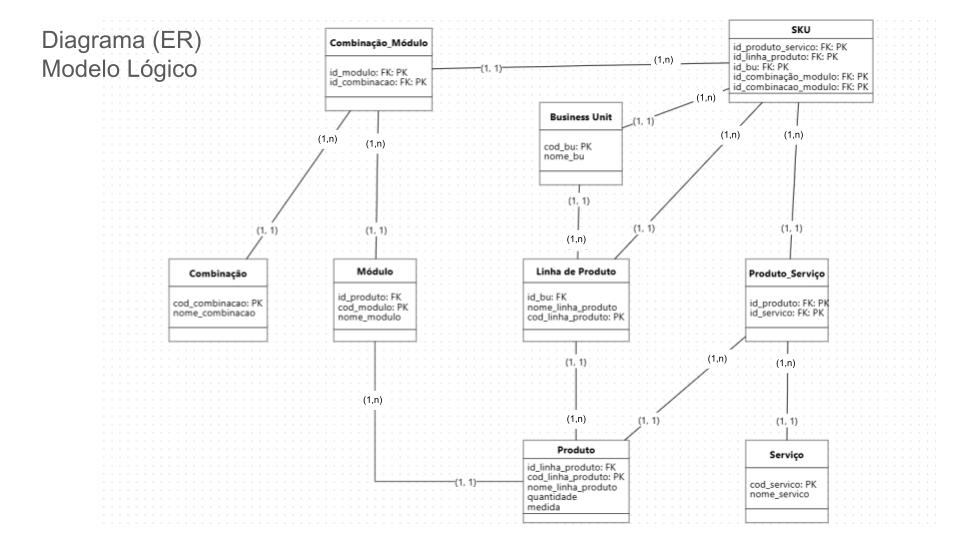 Diagrama (ER)
Modelo Lógico
Combinação_Módulo
id_modulo: FK: PK
id_combinacao: FK: PK
SKU
id_produto_servico: FK: PK
id_linha_produto: FK: PK
id_bu: FK: PK
id_combinação_modulo: FK: PK
id_combinacao_modulo: FK: PK
(1, 1)
(1,n)
(1,n)
(1, 1)
Business Unit
cod_bu: PK
nome_bu
(1,n)
(1,n)
(1,n)
(1,n)
(1, 1)
(1, 1)
(1, 1)
(1,n)
(1, 1)
(1, 1)
Combinação
cod_combinacao: PK
nome_combinacao
Módulo
id_produto: FK
cod_modulo: PK
nome_modulo
Linha de Produto
id_bu: FK
nome_linha_produto
cod_linha_produto: PK
Produto_Serviço
id_produto: FK: PK
id_servico: FK: PK
(1, 1)
(1,n)
(1,n)
(1,n)
(1,n)
(1, 1)
(1, 1)
(1, 1)
Produto
id_linha_produto: FK
cod_linha_produto: PK
nome_linha_produto
quantidade
medida
Serviço
cod_servico: PK
nome_servico